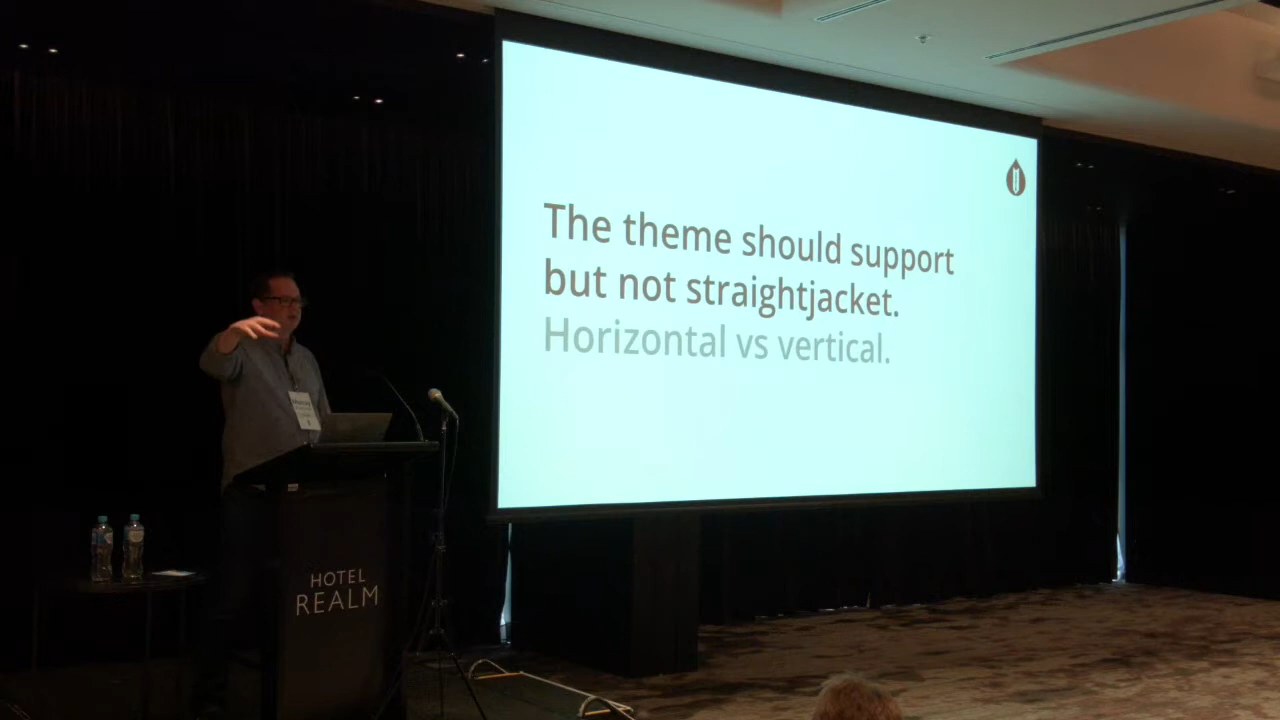 The theme should support
but not straightjacket.
Horizontal vs vertical.
HOTEL
REALM